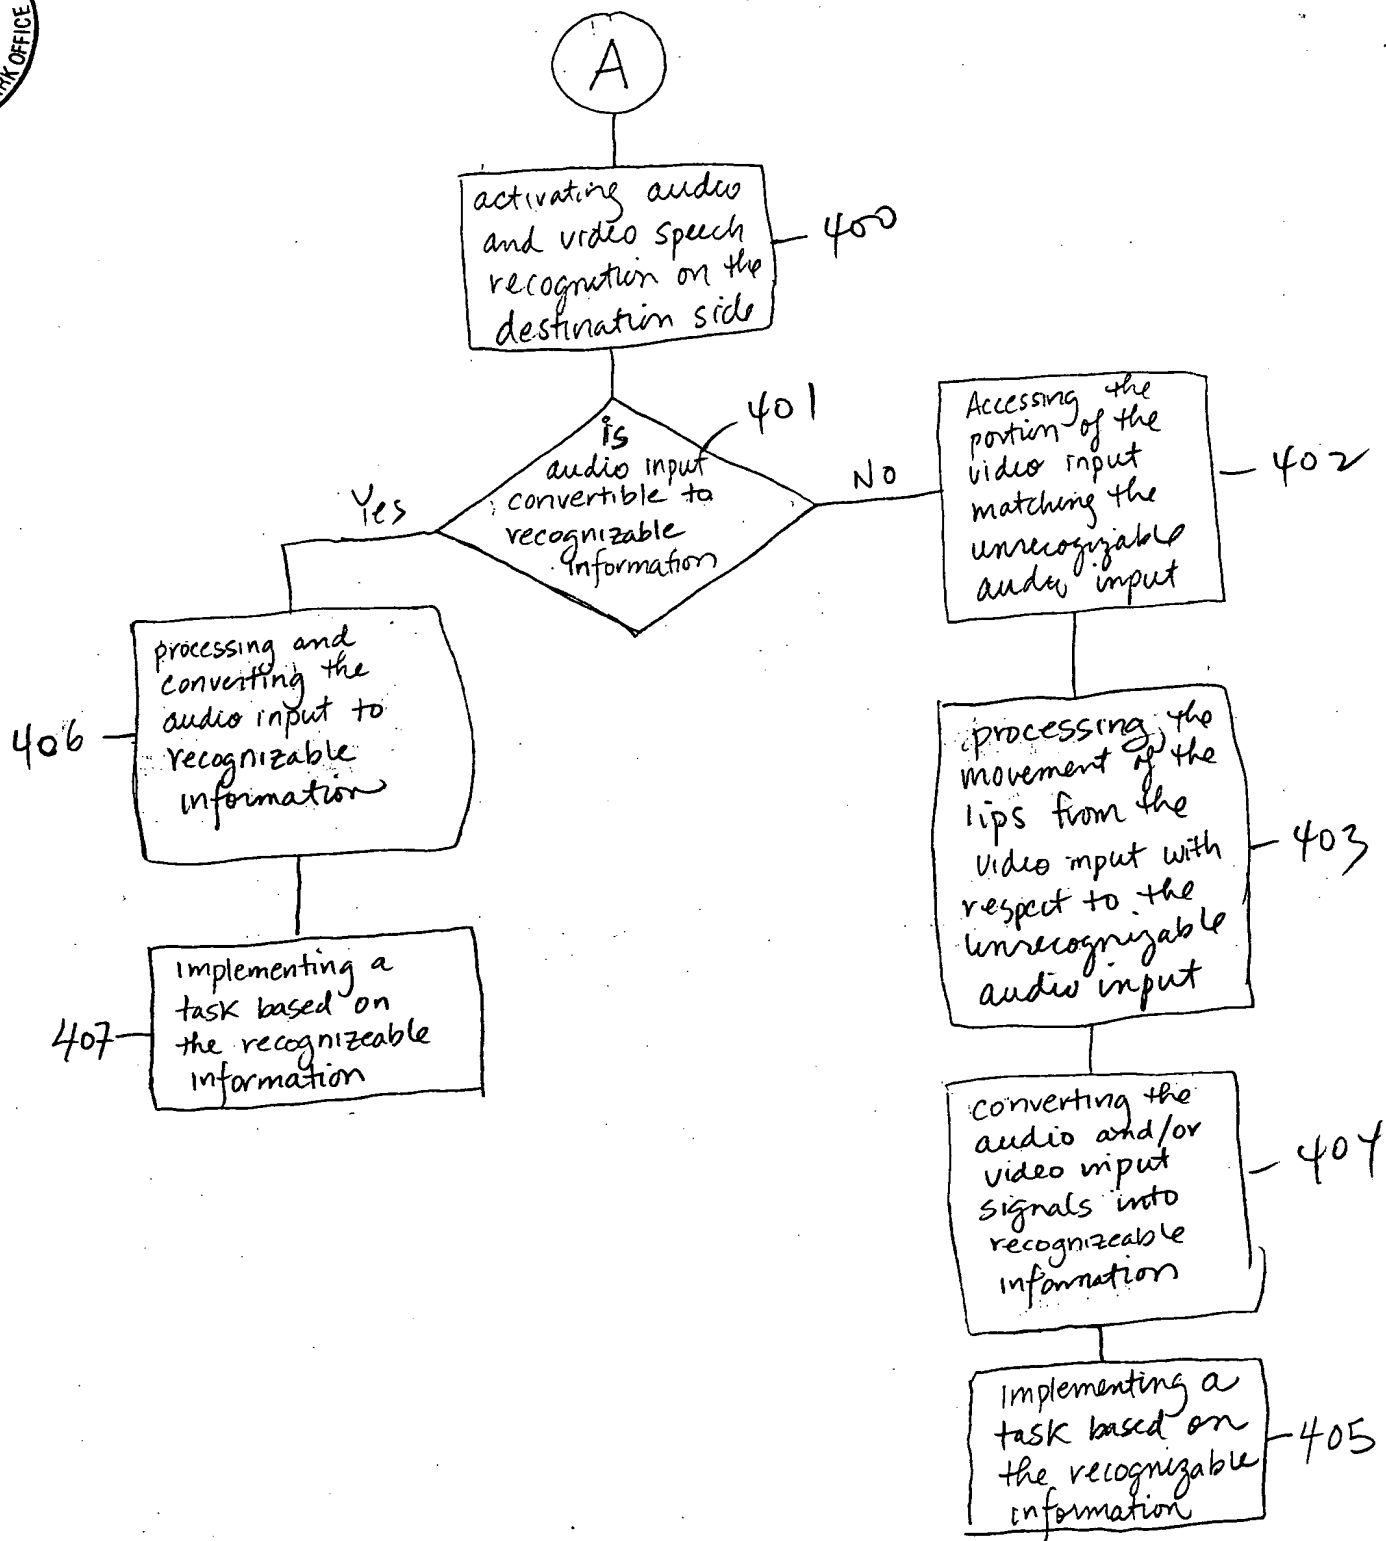 RK OFFICE
A
activating audio
and video speech
recognition on the
destination side
400
401
is
audio input
convertible to
recognizable
information
Yes
No
Accessing the
portion of the
video input
matching the
unrecogizable
audio input
402
processing and
converting the
audio input to
recognizable
information
406
processing the
movement of the
lips from the
video input with
respect to the
unrecognizable
audio input
403
implementing a
task based on
the recognizeable
information
407
converting the
audio and/or
video input
signals into
recognizeable
information
404
implementing a
task based on
the recognizable
information
405